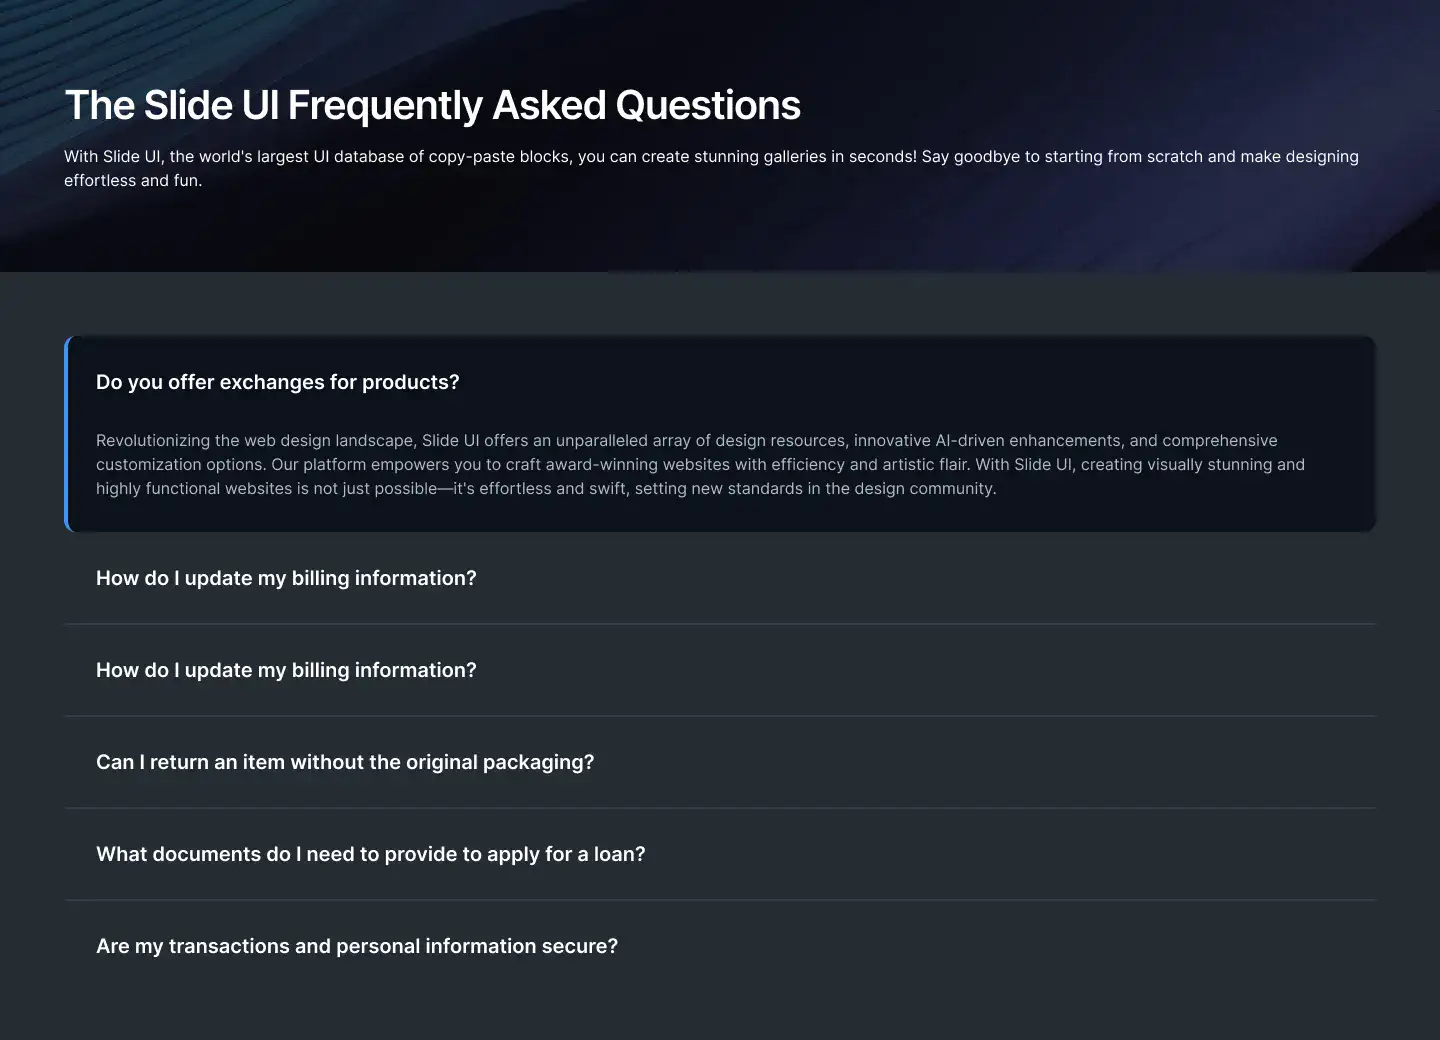 The Slide UI Frequently Asked Questions
With Slide UI, the world's largest UI database of copy-paste blocks, you can create stunning galleries in seconds! Say goodbye to starting from scratch and make designing
effortless and fun.
Do you offer exchanges for products?
Revolutionizing the web design landscape, Slide UI offers an unparalleled array of design resources, innovative AI-driven enhancements, and comprehensive
customization options. Our platform empowers you to craft award-winning websites with efficiency and artistic flair. With Slide UI, creating visually stunning and
highly functional websites is not just possible—it's effortless and swift, setting new standards in the design community.
How do I update my billing information?
How do I update my billing information?
Can I return an item without the original packaging?
What documents do I need to provide to apply for a loan?
Are my transactions and personal information secure?